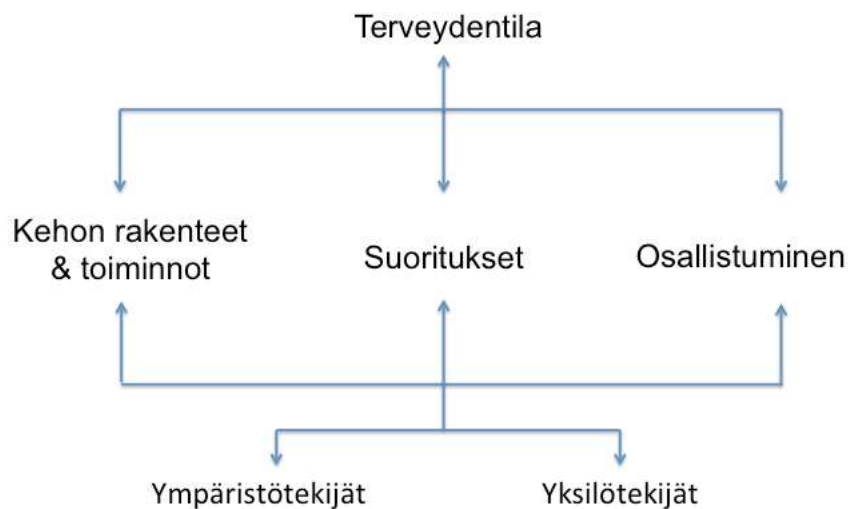 Terveydentila
Kehon rakenteet
& toiminnot
Suoritukset
Osallistuminen
Ympäristötekijät
Yksilötekijät